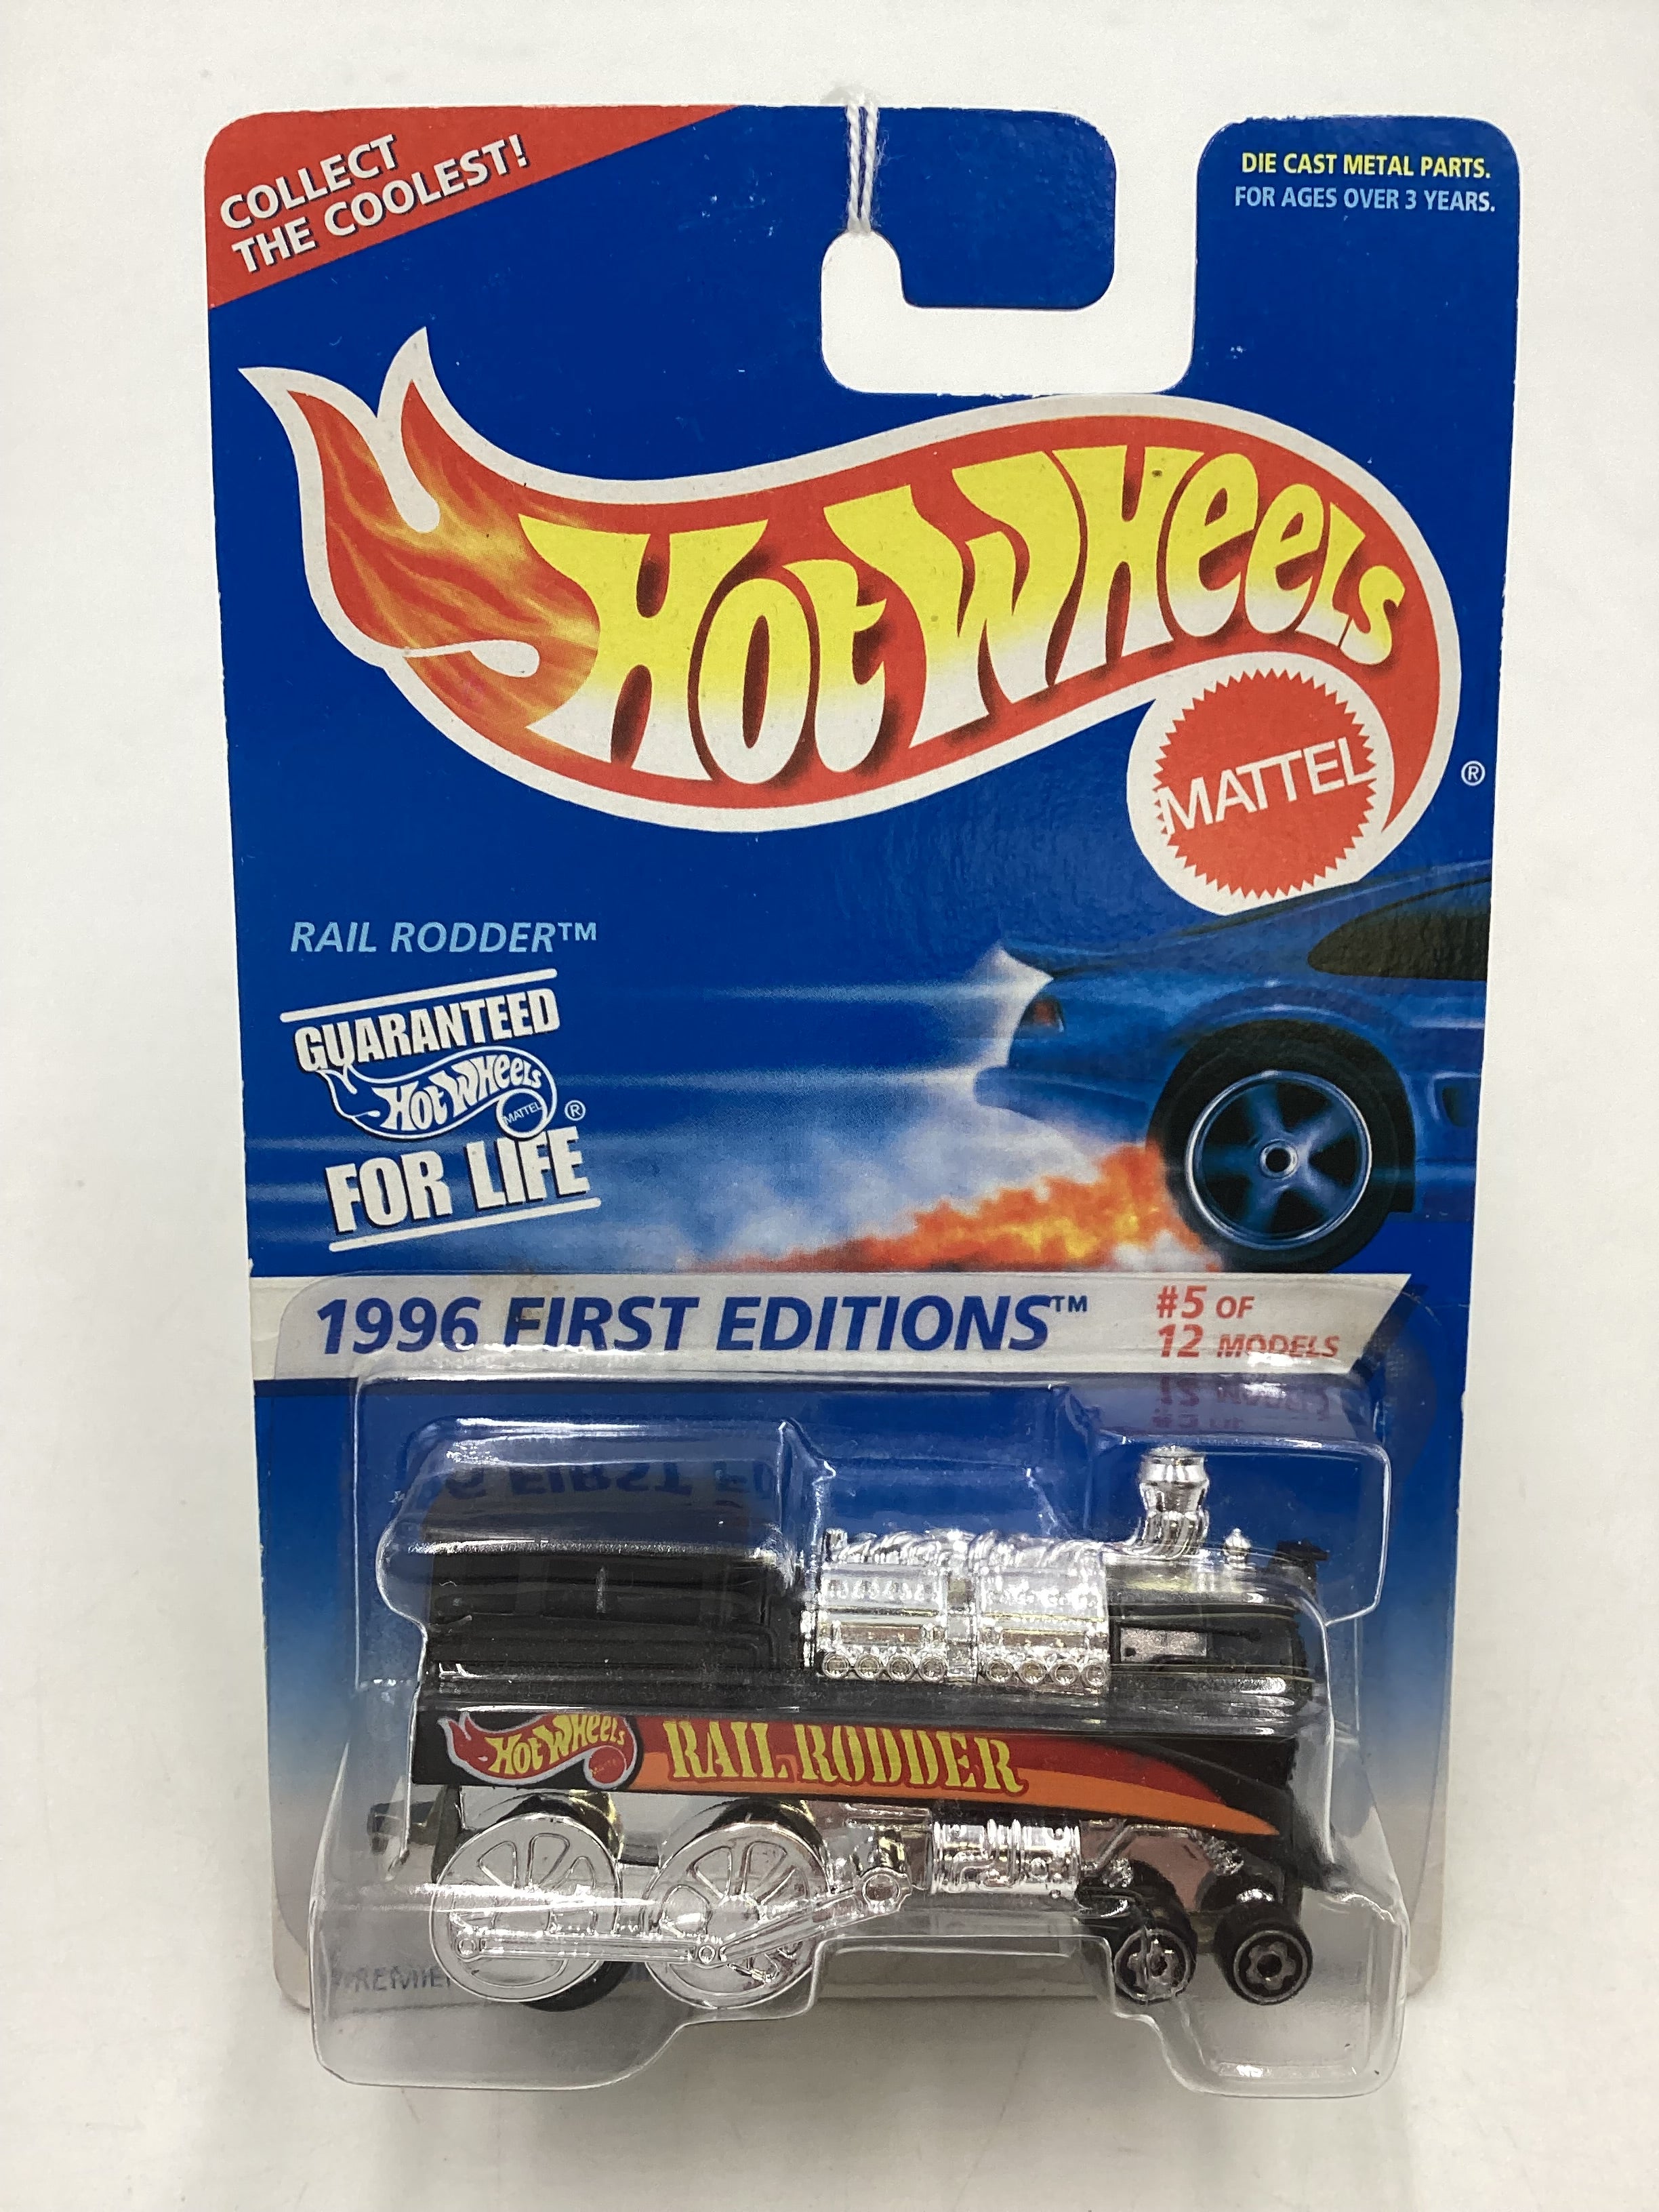 COLLECT
THE COOLEST!
DIE CAST METAL PARTS.
FOR AGES OVER 3 YEARS.
HOT WHEELS
MATTEL
®
RAIL RODDER™
GUARANTEED
HOT WHEELS
MATTEL ®
FOR LIFE
1996 FIRST EDITIONS™
#5 OF
12 MODELS
HOT WHEELS RAIL RODDER